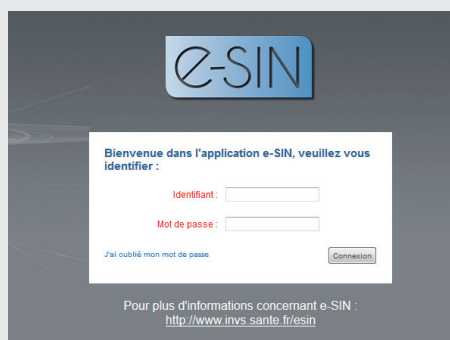 e-SIN
Bienvenue dans l'application e-SIN, veuillez vous
identifier :
Identifiant :
Mot de passe :
J'ai oublié mon mot de passe
Connexion
Pour plus d'informations concernant e-SIN :
http://www.invs.sante.fr/esin